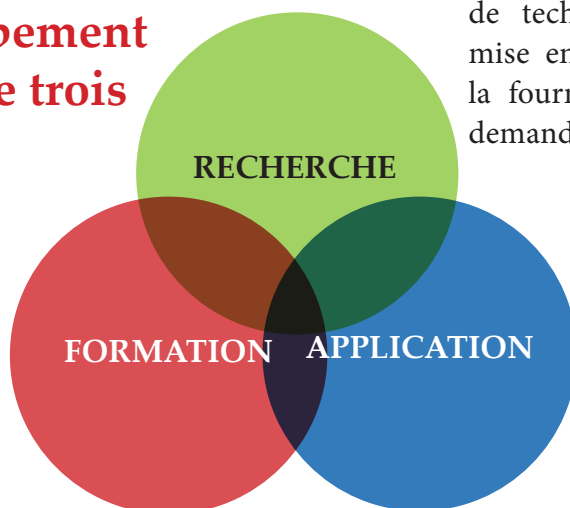 pement
e trois
de tech
mise en
la fourn
demand
RECHERCHE
FORMATION
APPLICATION